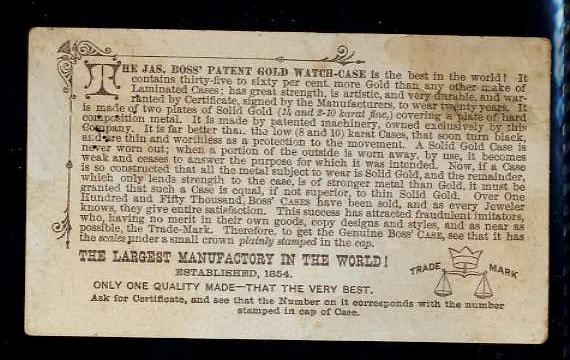 THE JAS. BOSS' PATENT GOLD WATCH-CASE is the best in the world! It
contains thirty-five to sixty per cent. more Gold than any other make of
Laminated Cases; has great strength, is artistic, and very durable, and war-
ranted by Certificate, signed by the Manufacturers, to wear twenty years. It
is made of two plates of Solid Gold (14 and 2-10 karat fine,) covering a plate of hard
composition metal. It is made by patented machinery, owned exclusively by this
Company. It is far better than the low (8 and 10) karat Cases, that soon turn black,
and are thin and worthless as a protection to the movement. A Solid Gold Case is
never worn out; when a portion of the outside is worn away, by use, it becomes
weak and ceases to answer the purpose for which it was intended. Now, if a Case
is so constructed that all the metal subject to wear is Solid Gold, and the remainder,
which only lends strength to the case, is of stronger metal than Gold, it must be
granted that such a Case is equal, if not superior, to thin Solid Gold. Over One
Hundred and Fifty Thousand BOSS' CASES have been sold, and as every Jeweler
knows, they give entire satisfaction. This success has attracted fraudulent imitators,
who, having no merit in their own goods, copy designs and styles, and as near as
possible, the Trade-Mark. Therefore, to get the Genuine BOSS' CASE, see that it has
the scales under a small crown plainly stamped in the cap.
THE LARGEST MANUFACTORY IN THE WORLD!
ESTABLISHED, 1854.
TRADE MARK
ONLY ONE QUALITY MADE—THAT THE VERY BEST.
Ask for Certificate, and see that the Number on it corresponds with the number
stamped in cap of Case.